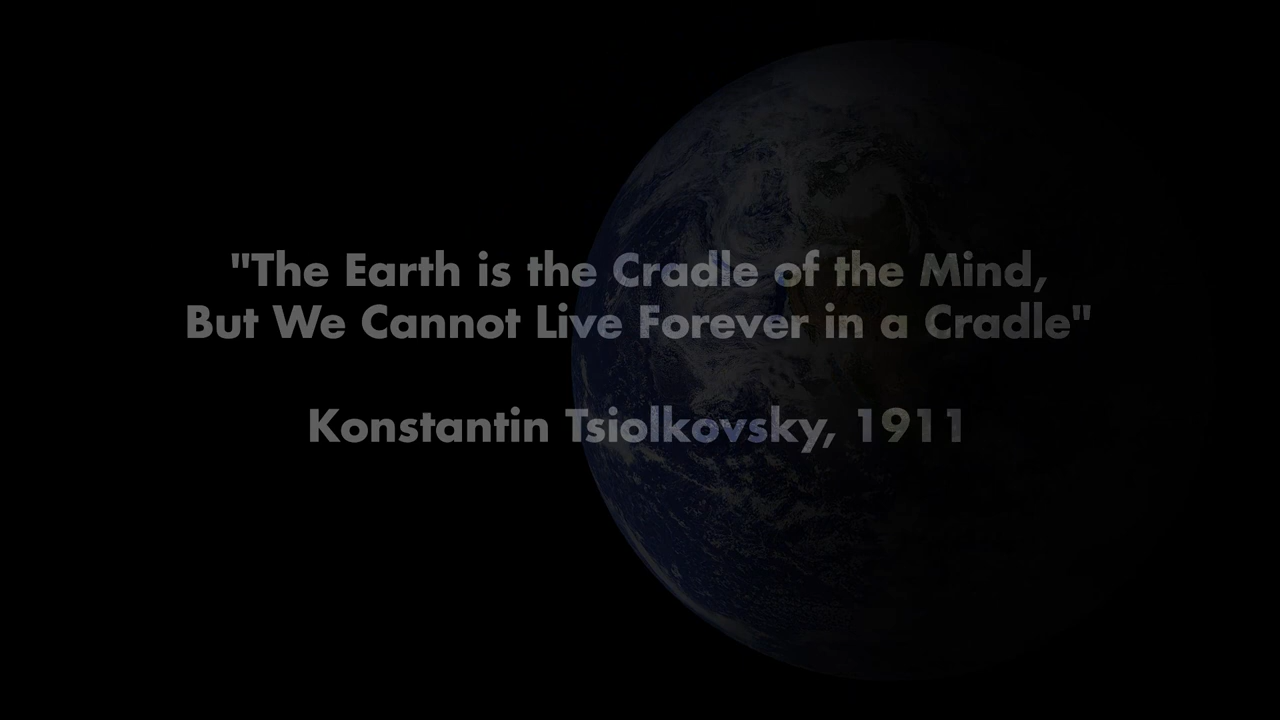 "The Earth is the Cradle of the Mind,
But We Cannot Live Forever in a Cradle"
Konstantin Tsiolkovsky, 1911